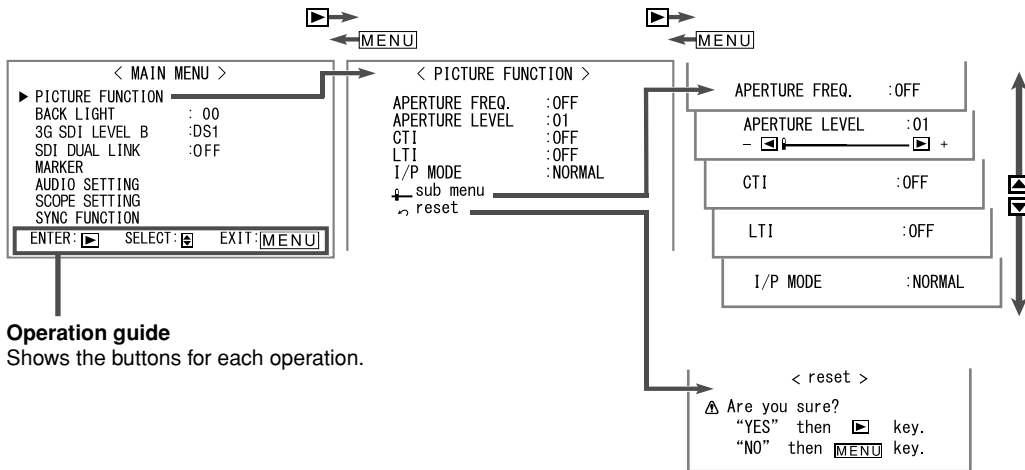 MENU
MENU
< MAIN MENU >
▶ PICTURE FUNCTION
BACK LIGHT : 00
3G SDI LEVEL B :DS1
SDI DUAL LINK :OFF
MARKER
AUDIO SETTING
SCOPE SETTING
SYNC FUNCTION
ENTER: ▶ SELECT: EXIT: MENU
Operation guide
Shows the buttons for each operation.
< PICTURE FUNCTION >
APERTURE FREQ. :OFF
APERTURE LEVEL :01
CTI :OFF
LTI :OFF
I/P MODE :NORMAL
sub menu
reset
APERTURE FREQ. :OFF
APERTURE LEVEL :01
- ◀ ▶ +
CTI :OFF
LTI :OFF
I/P MODE :NORMAL
< reset >
⚠ Are you sure?
“YES” then ▶ key.
“NO” then MENU key.